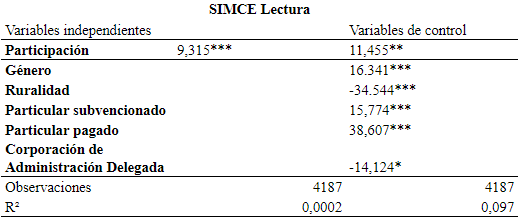 SIMCE Lectura
Variables independientes Variables de control
Participación 9,315*** 11,455**
Género 16.341***
Ruralidad -34.544***
Particular subvencionado 15,774***
Particular pagado 38,607***
Corporación de
Administración Delegada -14,124*
Observaciones 4187 4187
R² 0,0002 0,097